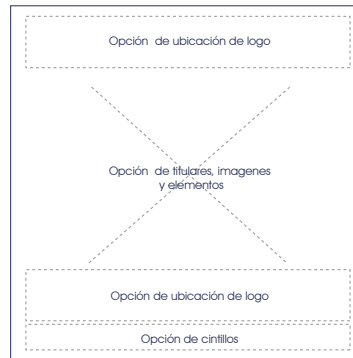 Opción de ubicación de logo
Opción de titulares, imagenes
y elementos
Opción de ubicación de logo
Opción de cintillos